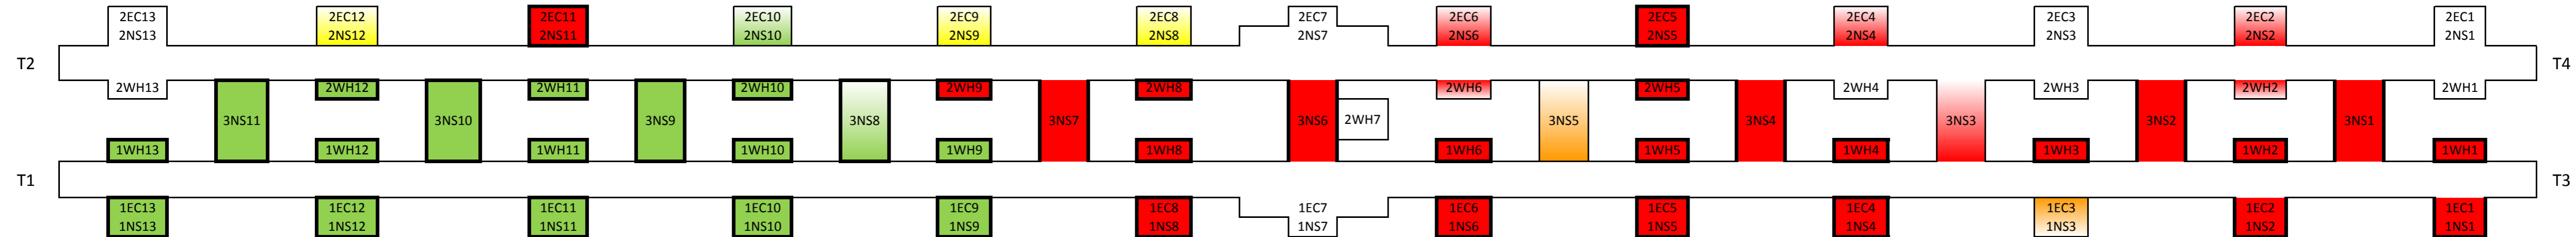 2EC13 2EC12 2EC11 2EC10 2EC9 2EC8 2EC7 2EC6 2EC5 2EC4 2EC3 2EC2 2EC1
2NS13 2NS12 2NS11 2NS10 2NS9 2NS8 2NS7 2NS6 2NS5 2NS4 2NS3 2NS2 2NS1
T2 T4
2WH13 2WH12 2WH11 2WH10 2WH9 2WH8 2WH6 2WH5 2WH4 2WH3 2WH2 2WH1
3NS11 3NS10 3NS9 3NS8 3NS7 3NS6 2WH7 3NS5 3NS4 3NS3 3NS2 3NS1
1WH13 1WH12 1WH11 1WH10 1WH9 1WH8 1WH6 1WH5 1WH4 1WH3 1WH2 1WH1
T1 T3
1EC13 1EC12 1EC11 1EC10 1EC9 1EC8 1EC7 1EC6 1EC5 1EC4 1EC3 1EC2 1EC1
1NS13 1NS12 1NS11 1NS10 1NS9 1NS8 1NS7 1NS6 1NS5 1NS4 1NS3 1NS2 1NS1